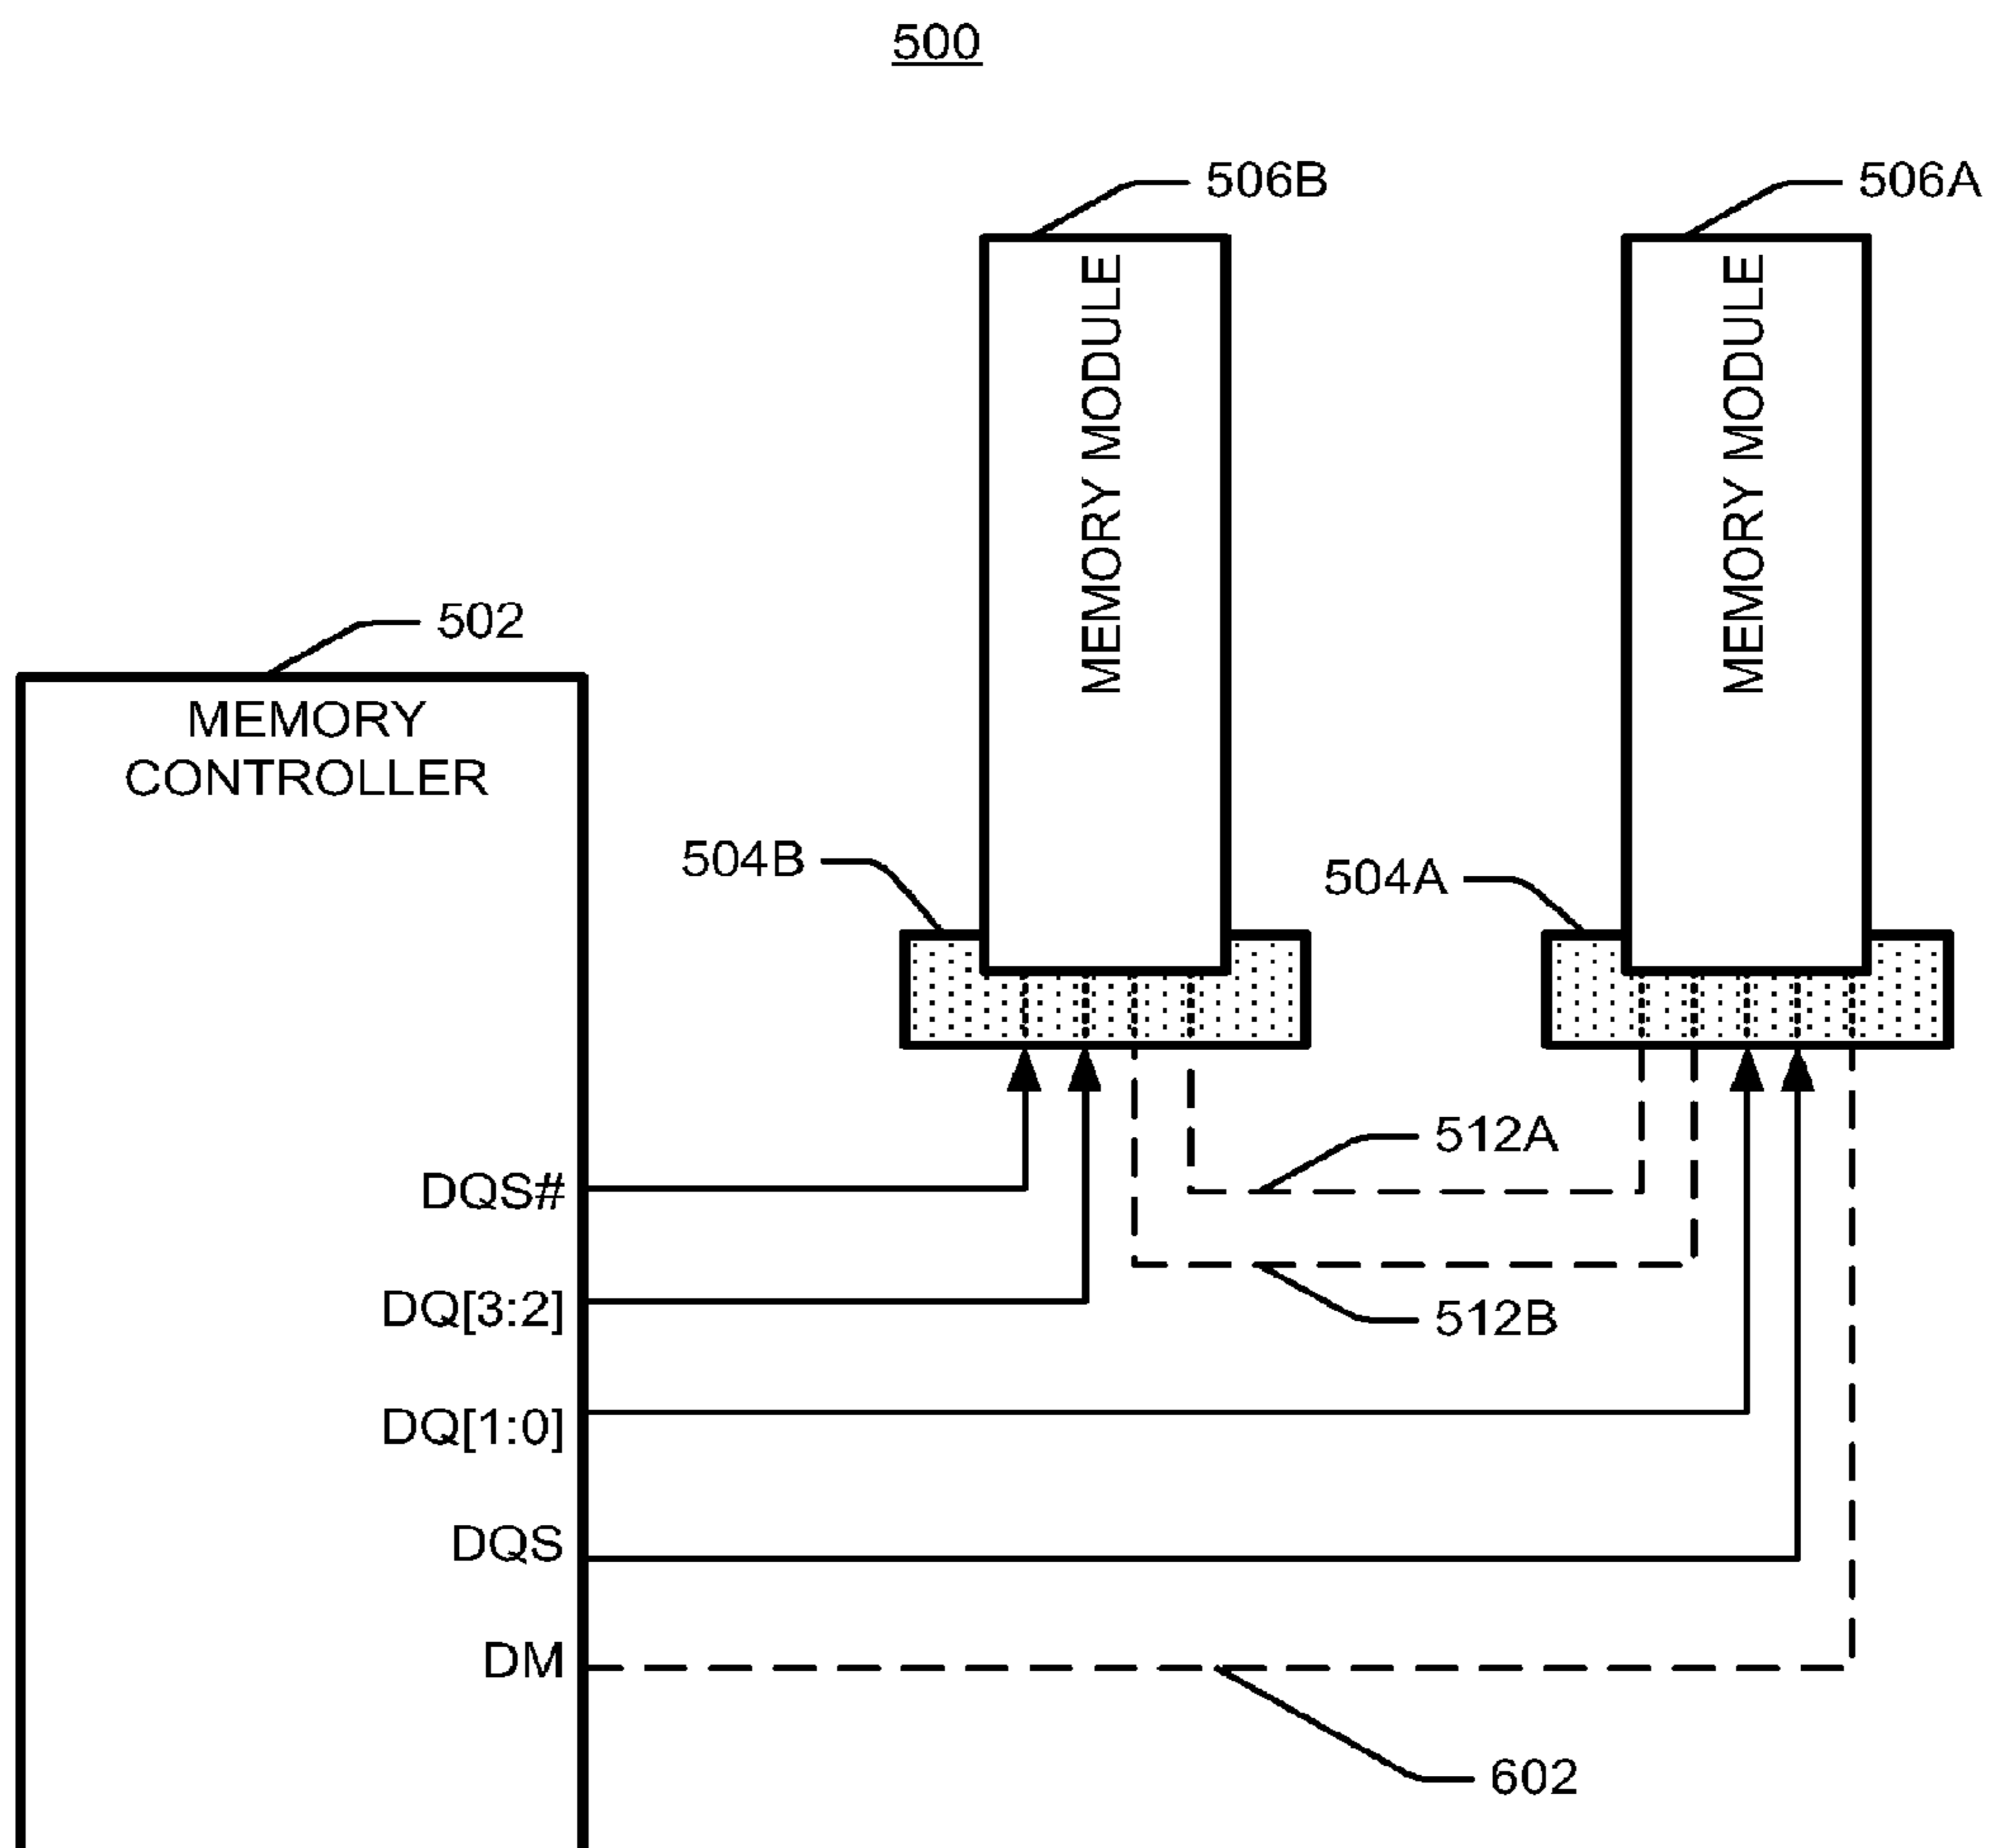 500
506B
506A
MEMORY MODULE
MEMORY MODULE
502
MEMORY
CONTROLLER
504B
504A
512A
DQS#
DQ[3:2]
512B
DQ[1:0]
DQS
DM
602